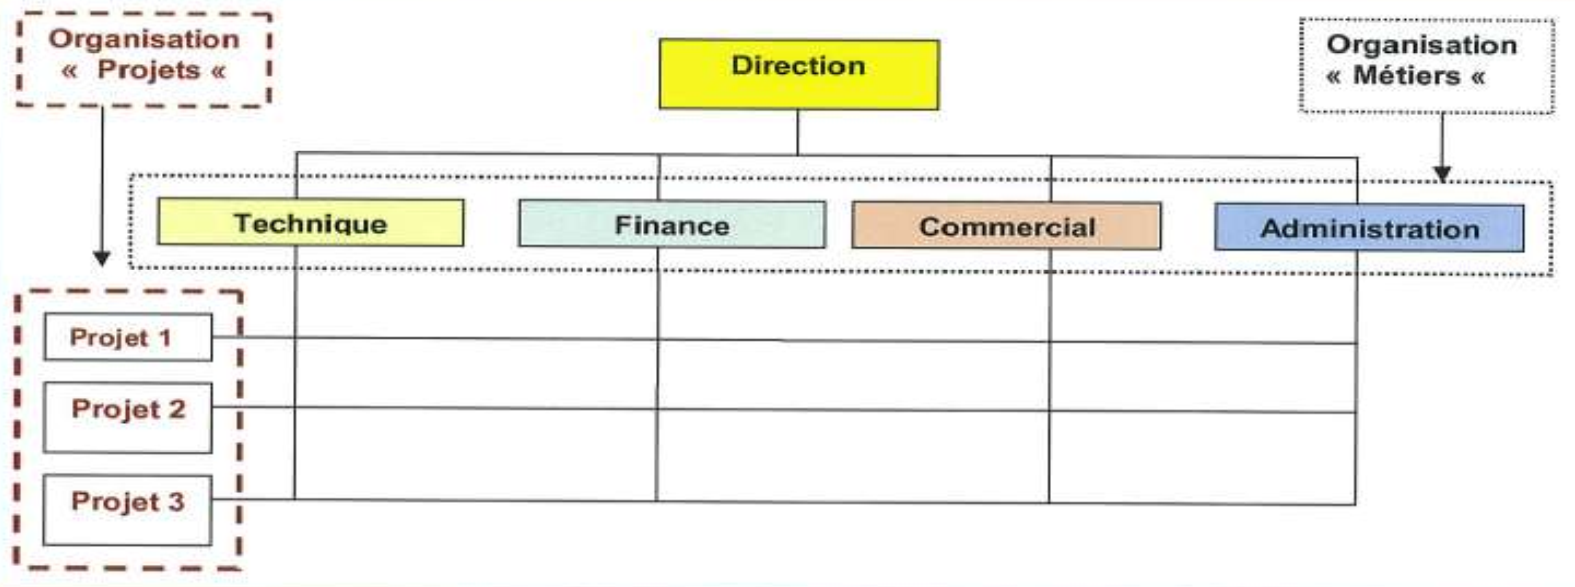 Organisation
« Projets «
Direction
Organisation
« Métiers «
Technique
Finance
Commercial
Administration
Projet 1
Projet 2
Projet 3